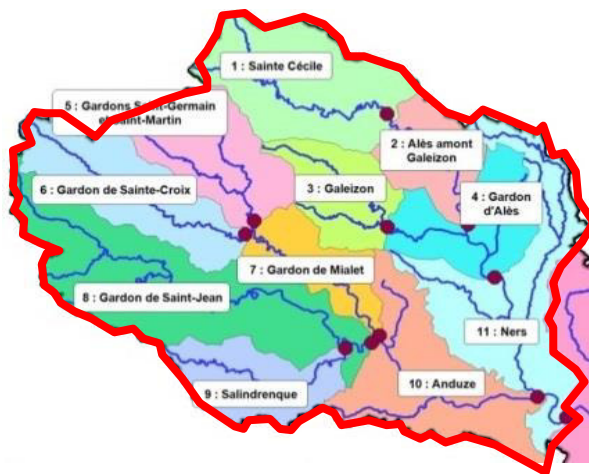 1 : Sainte Cécile
5 : Gardons Saint-Germain
et Saint-Martin
2 : Alès amont
Galeizon
6 : Gardon de Sainte-Croix
3 : Galeizon
4 : Gardon
d'Alès
7 : Gardon de Mialet
8 : Gardon de Saint-Jean
11 : Ners
9 : Salindrenque
10 : Anduze